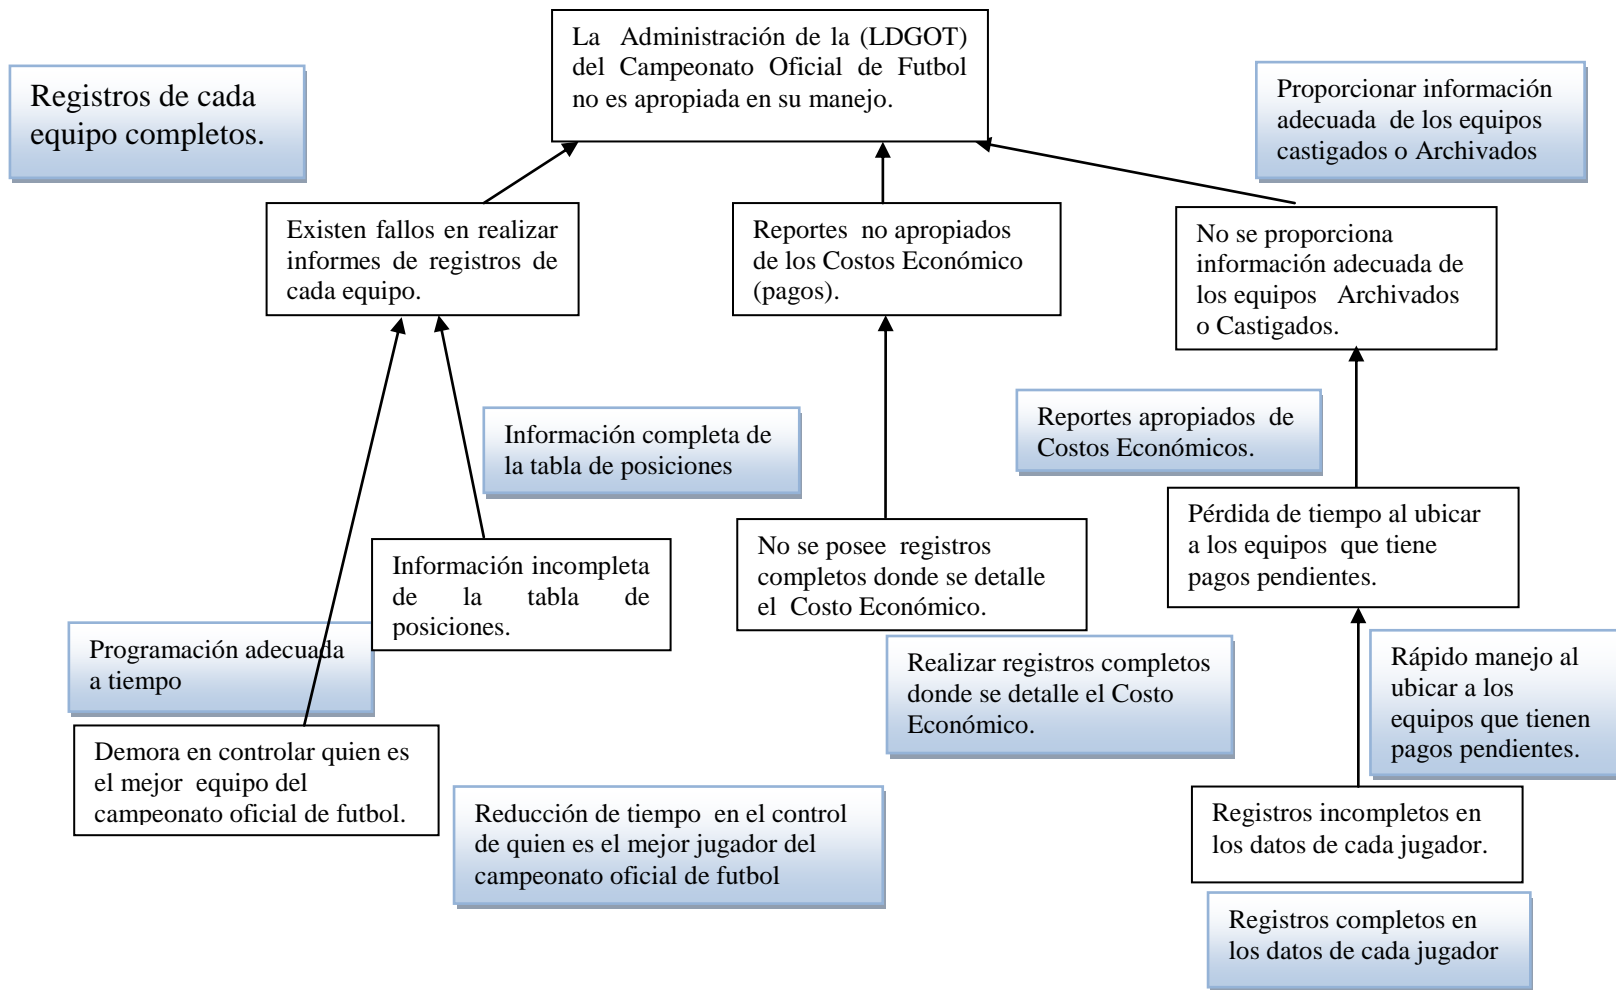 La Administración de la (LDGOT)
del Campeonato Oficial de Futbol
no es apropiada en su manejo.
Registros de cada
equipo completos.
Proporcionar información
adecuada de los equipos
castigados o Archivados
Existen fallos en realizar
informes de registros de
cada equipo.
Reportes no apropiados
de los Costos Económico
(pagos).
No se proporciona
información adecuada de
los equipos Archivados
o Castigados.
Información completa de
la tabla de posiciones
Reportes apropiados de
Costos Económicos.
Pérdida de tiempo al ubicar
a los equipos que tiene
pagos pendientes.
Información incompleta
de la tabla de
posiciones.
No se posee registros
completos donde se detalle
el Costo Económico.
Programación adecuada
a tiempo
Realizar registros completos
donde se detalle el Costo
Económico.
Rápido manejo al
ubicar a los
equipos que tienen
pagos pendientes.
Demora en controlar quien es
el mejor equipo del
campeonato oficial de futbol.
Reducción de tiempo en el control
de quien es el mejor jugador del
campeonato oficial de futbol
Registros incompletos en
los datos de cada jugador.
Registros completos en
los datos de cada jugador